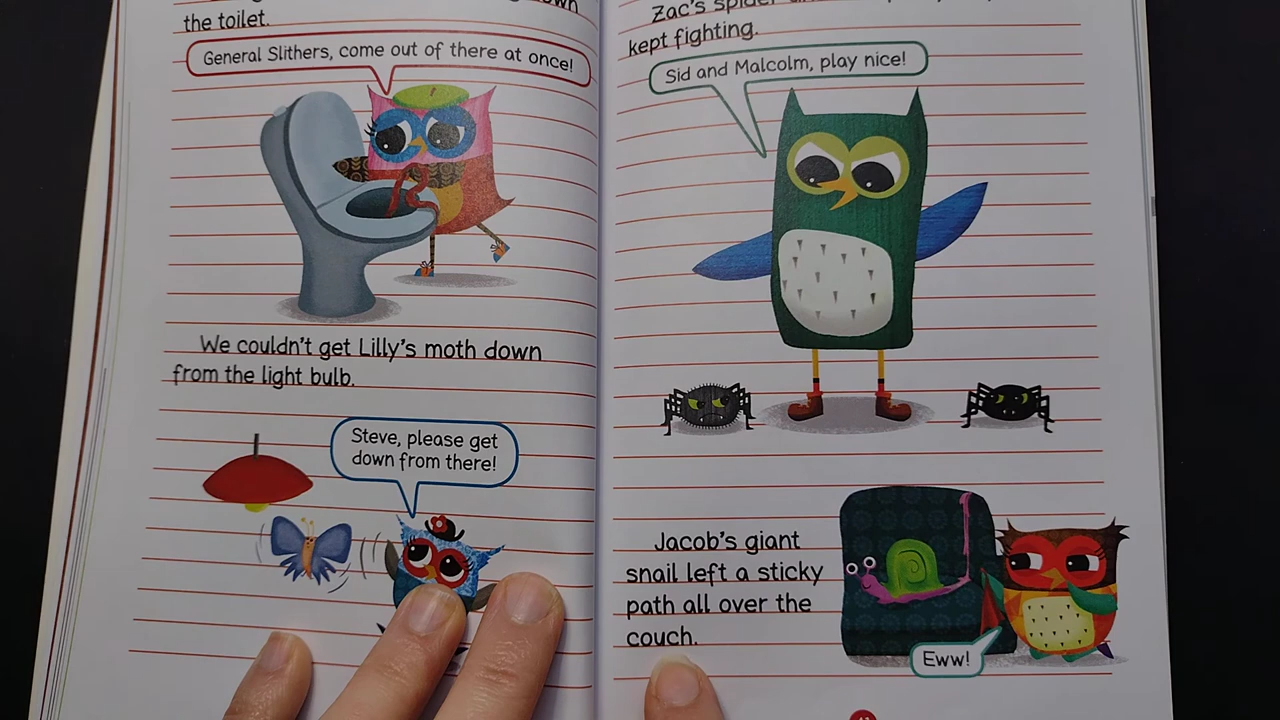 the toilet.
General Slithers, come out of there at once!
We couldn't get Lilly's moth down
from the light bulb.
Steve, please get
down from there!
Zac's spider
kept fighting.
Sid and Malcolm, play nice!
Jacob's giant
snail left a sticky
path all over the
couch.
Eww!